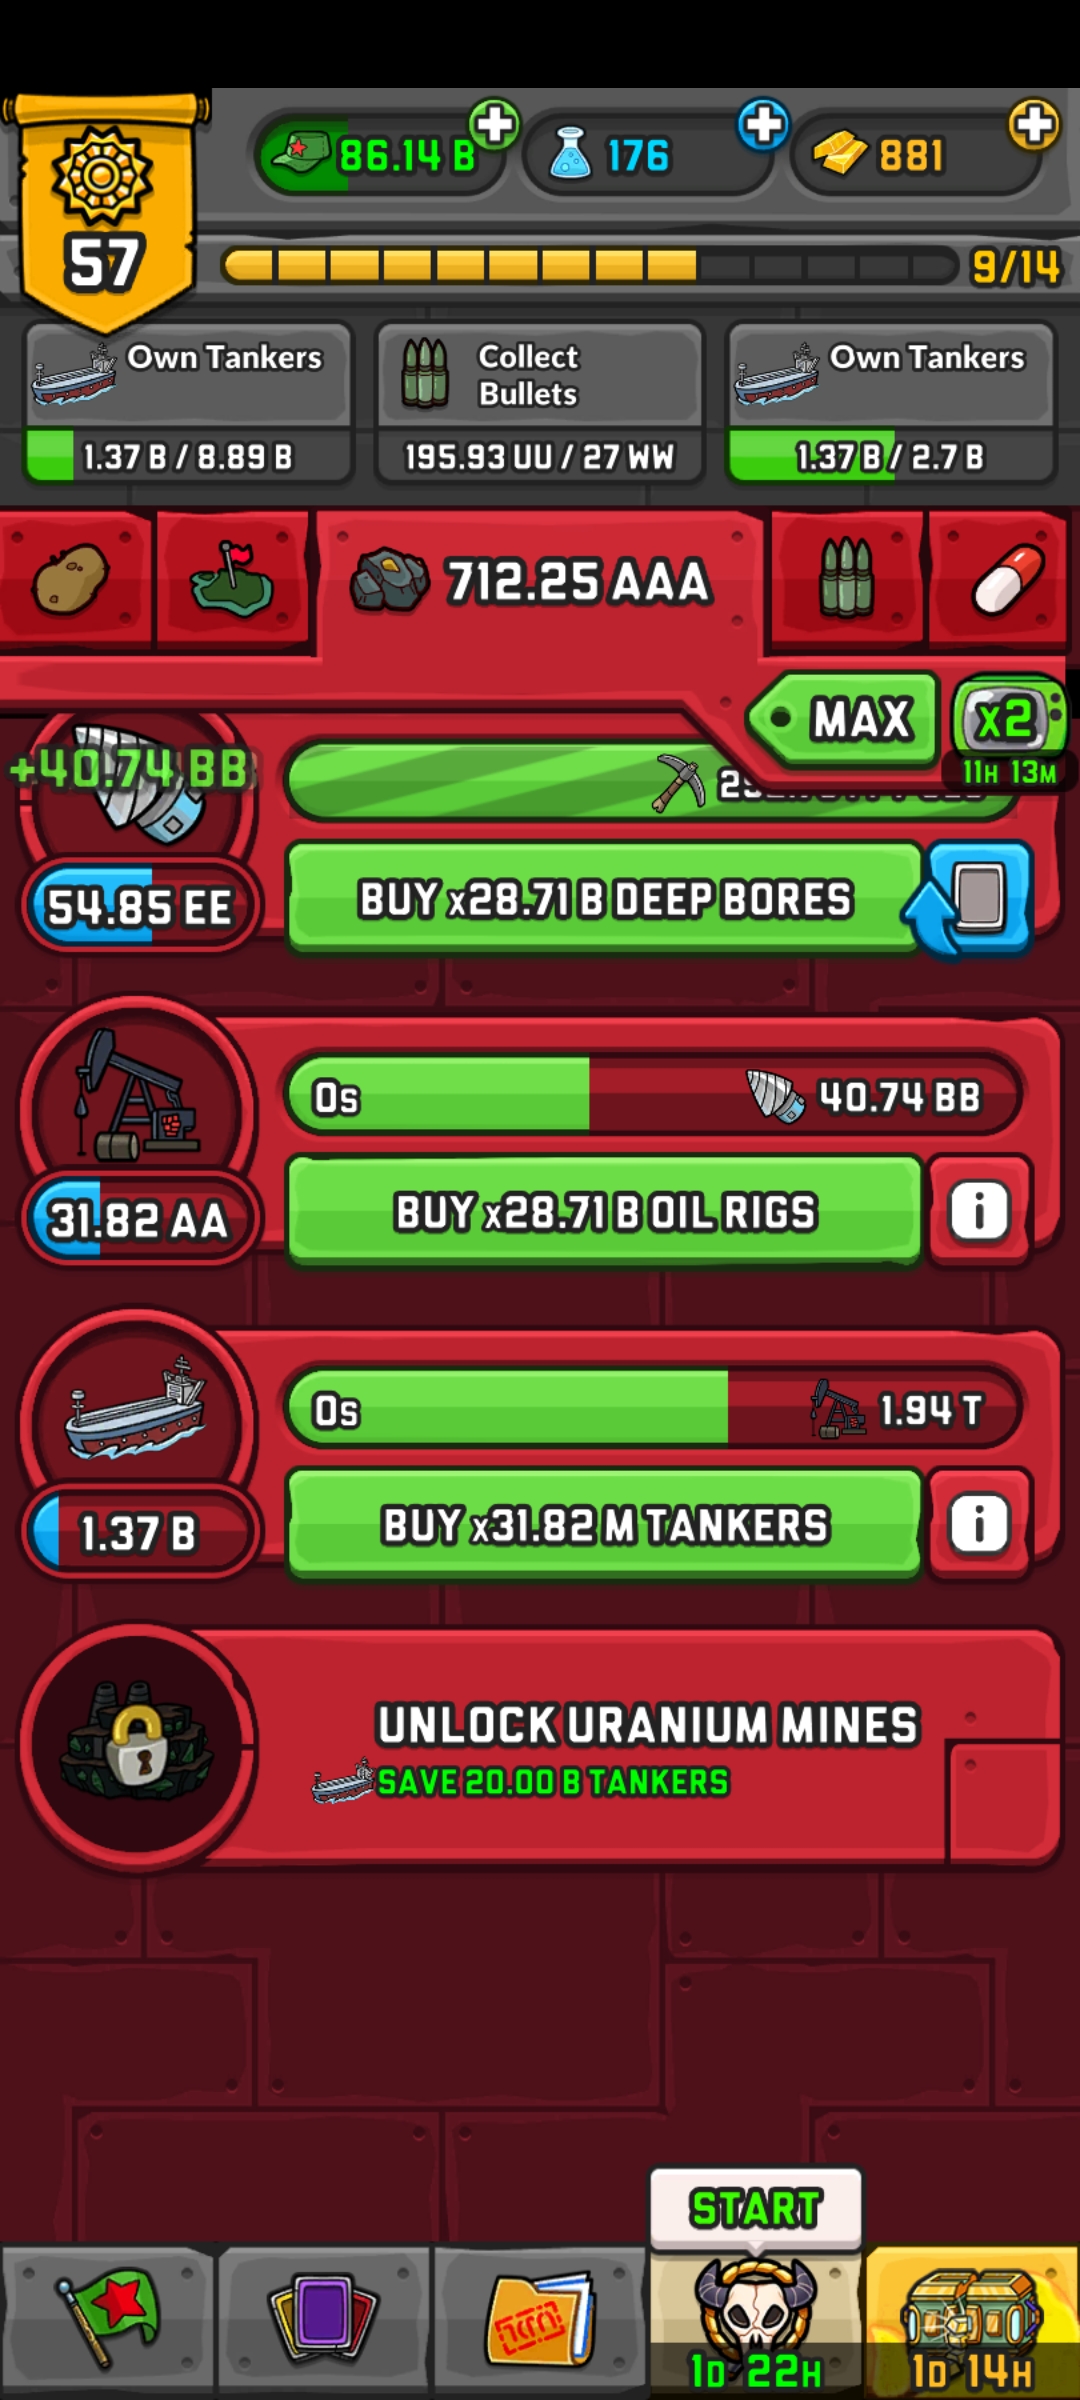 86.14 B
176
881
57
9/14
Own Tankers
1.37 B / 8.89 B
Collect
Bullets
195.93 UU / 27 WW
Own Tankers
1.37 B / 2.7 B
712.25 AAA
MAX
x2
11H 13M
+40.74 BB
54.85 EE
BUY x28.71 B DEEP BORES
0s
40.74 BB
31.82 AA
BUY x28.71 B OIL RIGS
i
0s
1.94 T
1.37 B
BUY x31.82 M TANKERS
i
UNLOCK URANIUM MINES
SAVE 20.00 B TANKERS
START
1D 22H
1D 14H